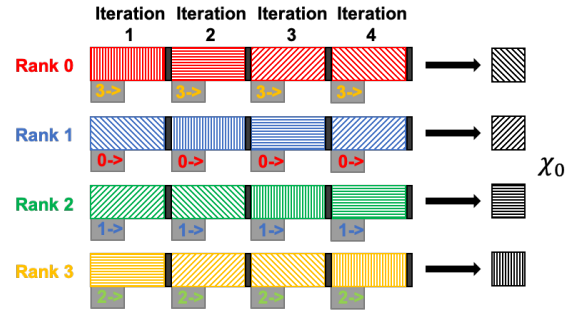 Iteration Iteration Iteration Iteration
1 2 3 4
Rank 0
3-> 3-> 3-> 3->
Rank 1
0-> 0-> 0-> 0->
χ0
Rank 2
1-> 1-> 1-> 1->
Rank 3
2-> 2-> 2-> 2->